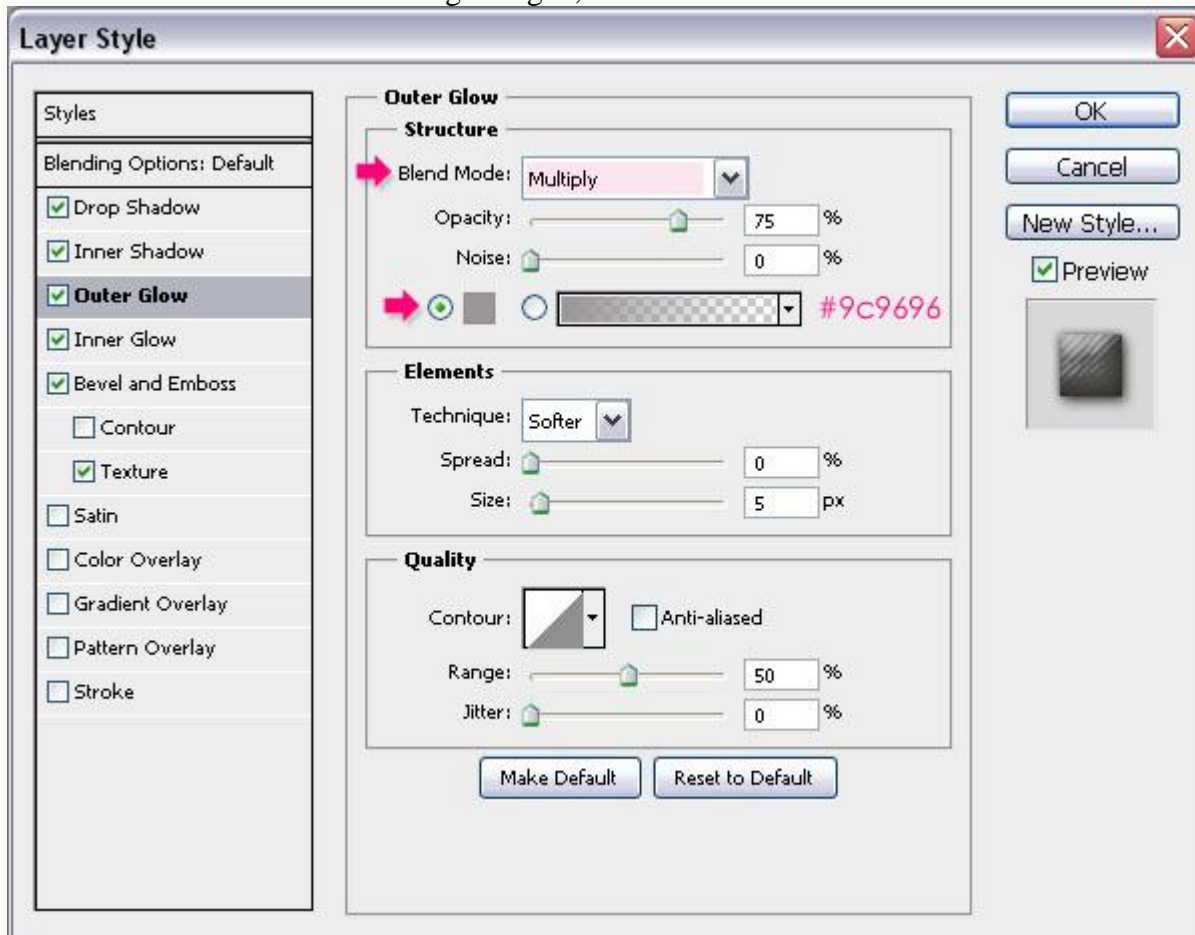 Layer Style
Styles
Blending Options: Default
Drop Shadow
Inner Shadow
Outer Glow
Inner Glow
Bevel and Emboss
Contour
Texture
Satin
Color Overlay
Gradient Overlay
Pattern Overlay
Stroke
Outer Glow
Structure
Blend Mode: Multiply
Opacity: 75 %
Noise: 0 %
#9c9696
Elements
Technique: Softer
Spread: 0 %
Size: 5 px
Quality
Contour: Anti-aliased
Range: 50 %
Jitter: 0 %
Make Default Reset to Default
OK
Cancel
New Style...
Preview